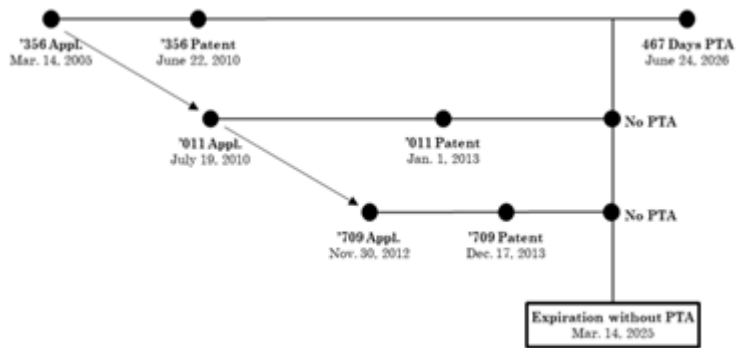 '356 Appl.
Mar. 14, 2005
'356 Patent
June 22, 2010
467 Days PTA
June 24, 2026
'011 Appl.
July 19, 2010
'011 Patent
Jan. 1, 2013
No PTA
'709 Appl.
Nov. 30, 2012
'709 Patent
Dec. 17, 2013
No PTA
Expiration without PTA
Mar. 14, 2025